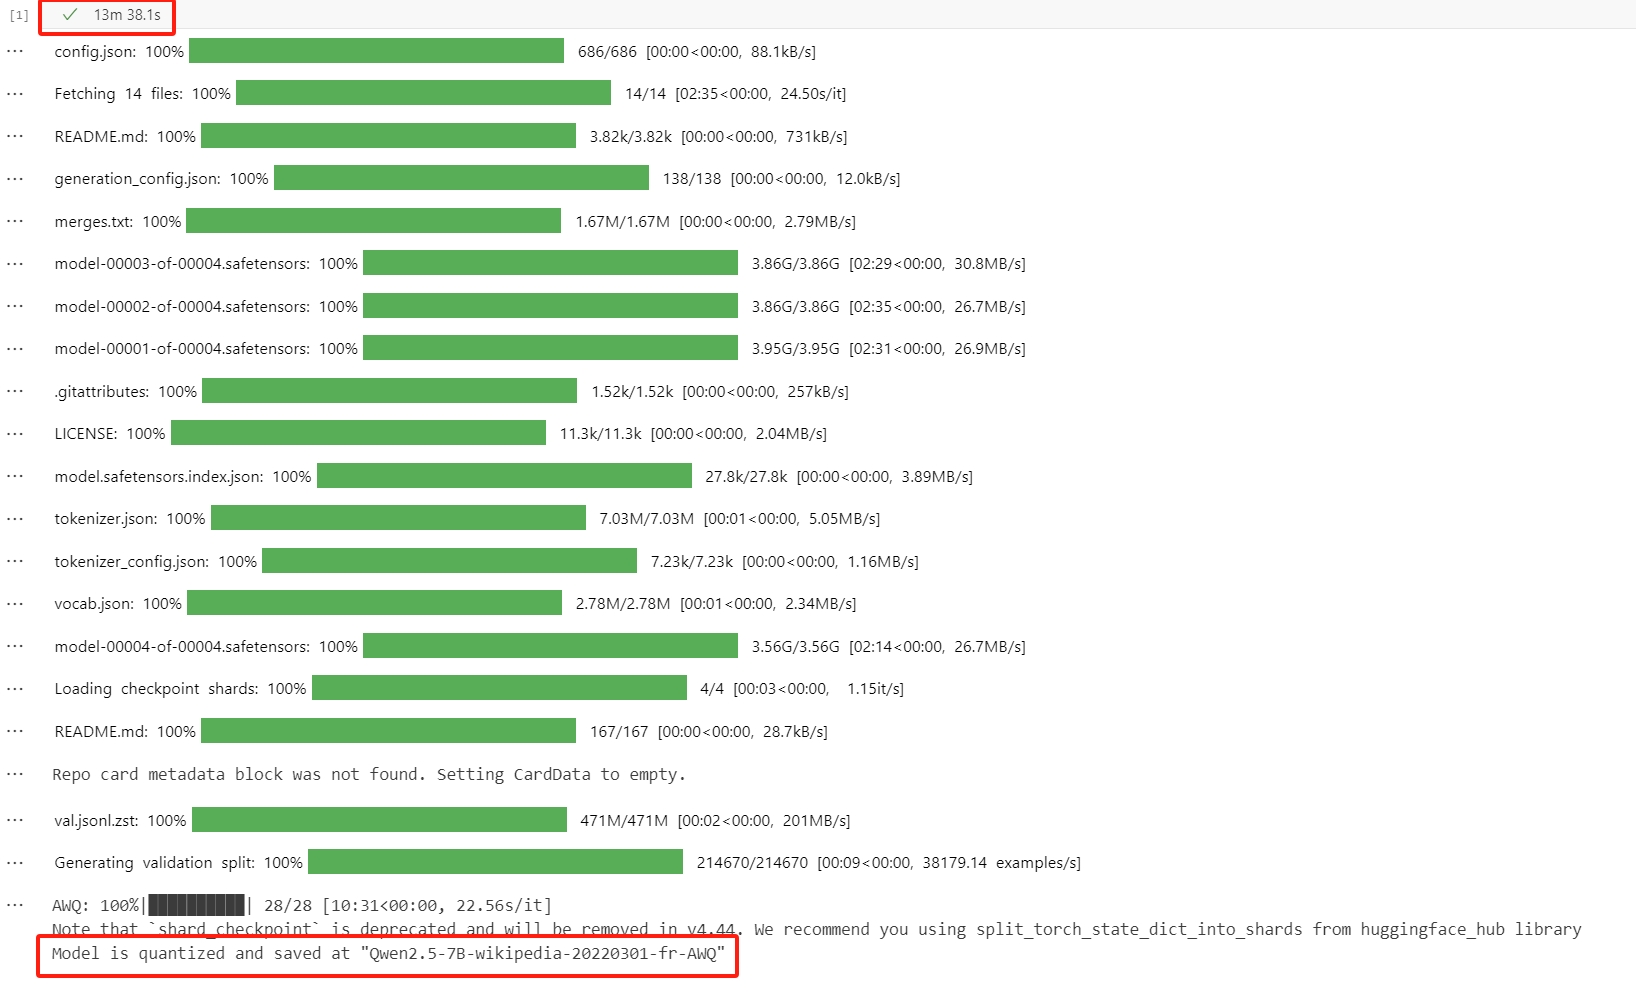 [1] ✓ 13m 38.1s
... config.json: 100% 686/686 [00:00<00:00, 88.1kB/s]
... Fetching 14 files: 100% 14/14 [02:35<00:00, 24.50s/it]
... README.md: 100% 3.82k/3.82k [00:00<00:00, 731kB/s]
... generation_config.json: 100% 138/138 [00:00<00:00, 12.0kB/s]
... merges.txt: 100% 1.67M/1.67M [00:00<00:00, 2.79MB/s]
... model-00003-of-00004.safetensors: 100% 3.86G/3.86G [02:29<00:00, 30.8MB/s]
... model-00002-of-00004.safetensors: 100% 3.86G/3.86G [02:35<00:00, 26.7MB/s]
... model-00001-of-00004.safetensors: 100% 3.95G/3.95G [02:31<00:00, 26.9MB/s]
... .gitattributes: 100% 1.52k/1.52k [00:00<00:00, 257kB/s]
... LICENSE: 100% 11.3k/11.3k [00:00<00:00, 2.04MB/s]
... model.safetensors.index.json: 100% 27.8k/27.8k [00:00<00:00, 3.89MB/s]
... tokenizer.json: 100% 7.03M/7.03M [00:01<00:00, 5.05MB/s]
... tokenizer_config.json: 100% 7.23k/7.23k [00:00<00:00, 1.16MB/s]
... vocab.json: 100% 2.78M/2.78M [00:01<00:00, 2.34MB/s]
... model-00004-of-00004.safetensors: 100% 3.56G/3.56G [02:14<00:00, 26.7MB/s]
... Loading checkpoint shards: 100% 4/4 [00:03<00:00, 1.15it/s]
... README.md: 100% 167/167 [00:00<00:00, 28.7kB/s]
... Repo card metadata block was not found. Setting CardData to empty.
... val.jsonl.zst: 100% 471M/471M [00:02<00:00, 201MB/s]
... Generating validation split: 100% 214670/214670 [00:09<00:00, 38179.14 examples/s]
... AWQ: 100%|██████████| 28/28 [10:31<00:00, 22.56s/it]
Note that `shard_checkpoint` is deprecated and will be removed in v4.44. We recommend you using split_torch_state_dict_into_shards from huggingface_hub library
Model is quantized and saved at "Qwen2.5-7B-wikipedia-20220301-fr-AWQ"